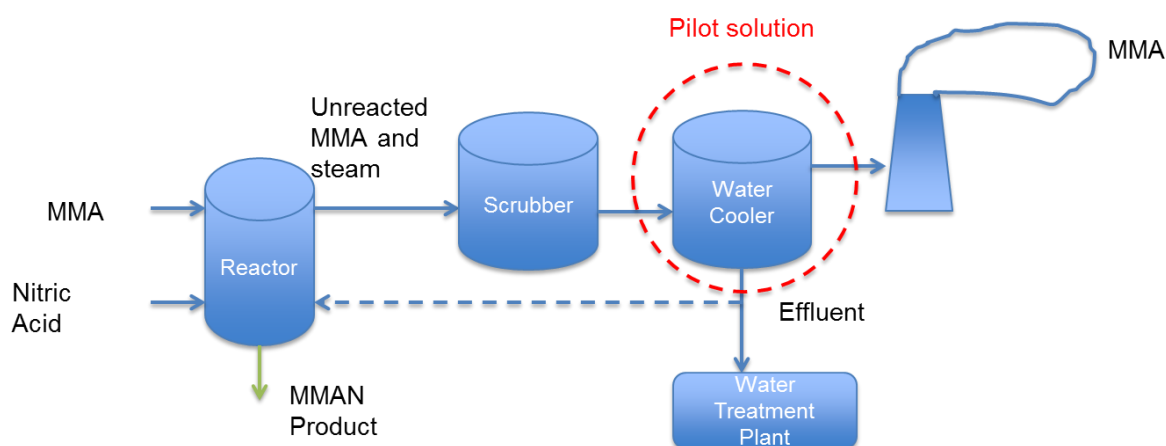 Pilot solution
MMA
Unreacted
MMA and
steam
Scrubber
Water
Cooler
MMA
Reactor
Nitric
Acid
Effluent
MMAN
Product
Water
Treatment
Plant